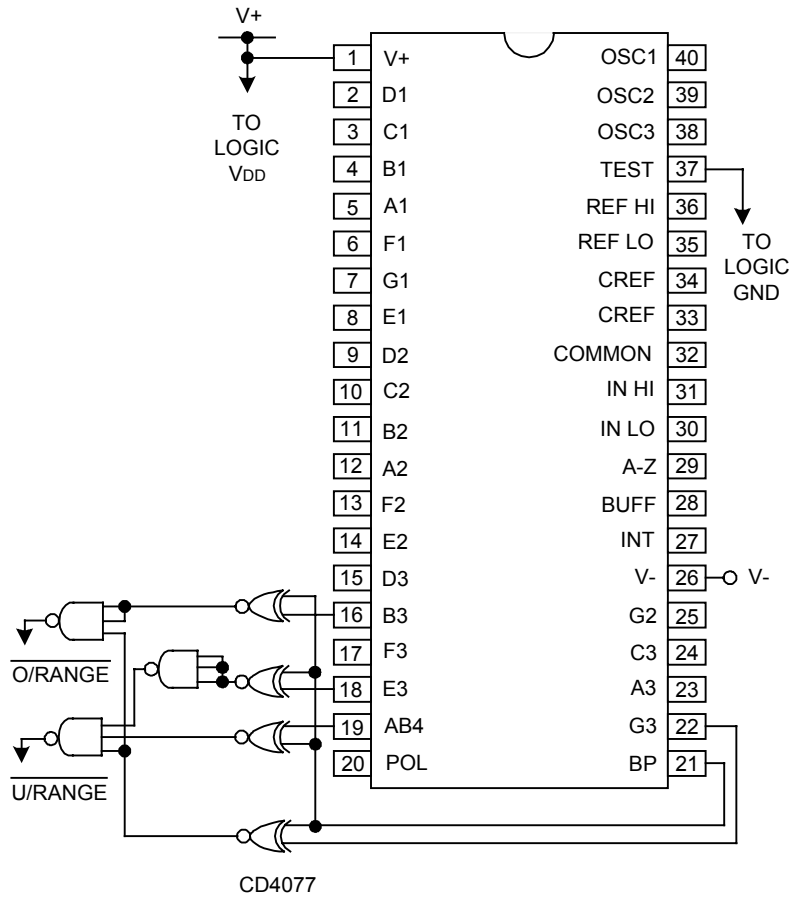 V+
TO
LOGIC
VDD
1 V+
2 D1
3 C1
4 B1
5 A1
6 F1
7 G1
8 E1
9 D2
10 C2
11 B2
12 A2
13 F2
14 E2
15 D3
16 B3
17 F3
18 E3
19 AB4
20 POL
OSC1 40
OSC2 39
OSC3 38
TEST 37
REF HI 36
REF LO 35
CREF 34
CREF 33
COMMON 32
IN HI 31
IN LO 30
A-Z 29
BUFF 28
INT 27
V- 26 V-
G2 25
C3 24
A3 23
G3 22
BP 21
TO
LOGIC
GND
O/RANGE
U/RANGE
CD4077